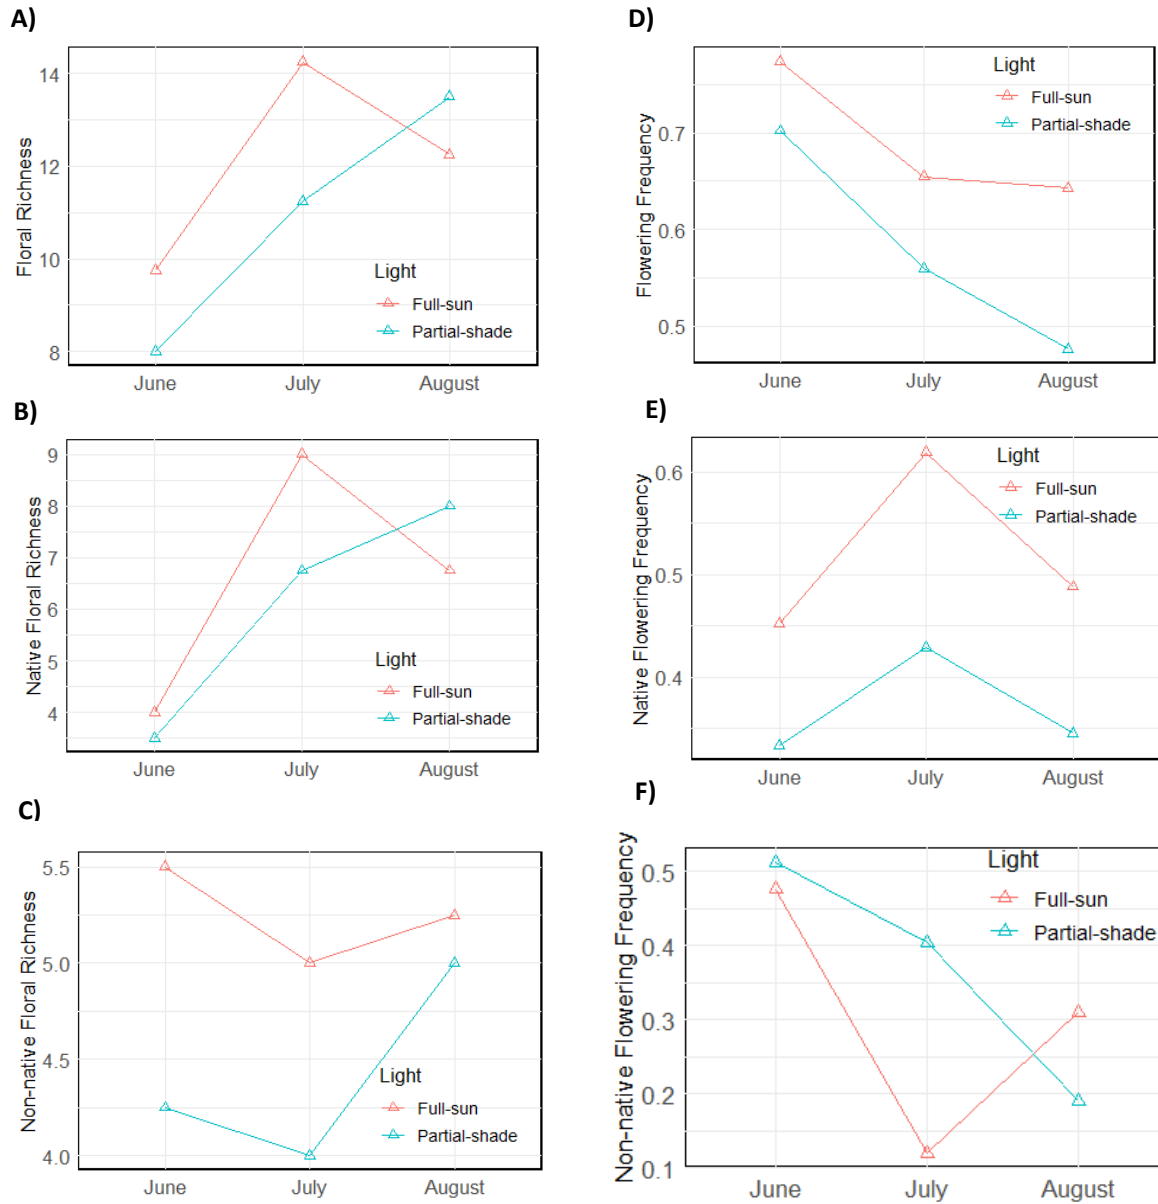 A)
Floral Richness
14
12
10
8
Light
Full-sun
Partial-shade
June July August
B)
Native Floral Richness
9
8
7
6
5
4
Light
Full-sun
Partial-shade
June July August
C)
Non-native Floral Richness
5.5
5.0
4.5
4.0
Light
Full-sun
Partial-shade
June July August
D)
Flowering Frequency
0.7
0.6
0.5
Light
Full-sun
Partial-shade
June July August
E)
Native Flowering Frequency
0.6
0.5
0.4
Light
Full-sun
Partial-shade
June July August
F)
Non-native Flowering Frequency
0.5
0.4
0.3
0.2
0.1
Light
Full-sun
Partial-shade
June July August